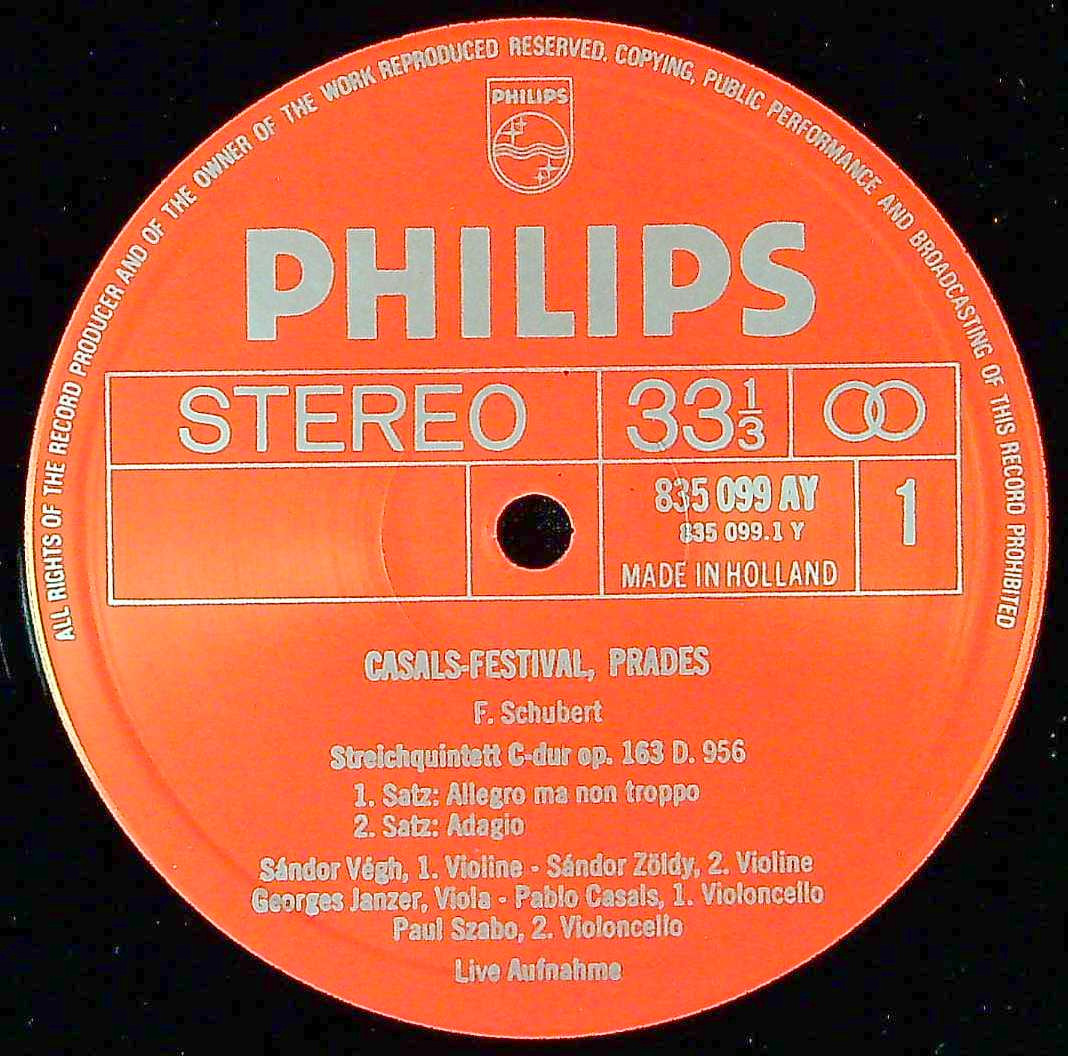 ALL RIGHTS OF THE RECORD PRODUCER AND OF THE OWNER OF THE WORK REPRODUCED RESERVED. COPYING, PUBLIC PERFORMANCE AND BROADCASTING OF THIS RECORD PROHIBITED
PHILIPS
PHILIPS
STEREO
33 1/3
835 099 AY
835 099.1 Y
MADE IN HOLLAND
1
CASALS-FESTIVAL, PRADES
F. Schubert
Streichquintett C-dur op. 163 D. 956
1. Satz: Allegro ma non troppo
2. Satz: Adagio
Sándor Végh, 1. Violine - Sándor Zöldy, 2. Violine
Georges Janzer, Viola - Pablo Casals, 1. Violoncello
Paul Szabo, 2. Violoncello
Live Aufnahme